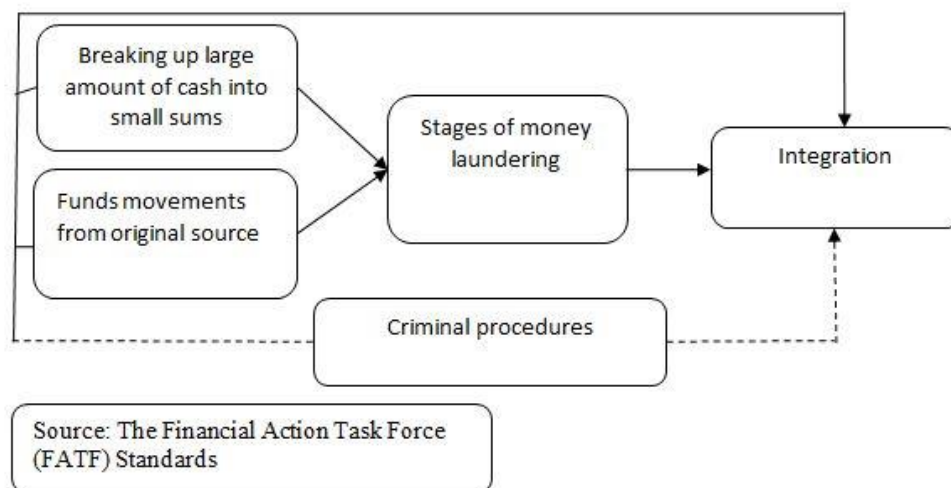 Breaking up large
amount of cash into
small sums
Funds movements
from original source
Stages of money
laundering
Integration
Criminal procedures
Source: The Financial Action Task Force
(FATF) Standards